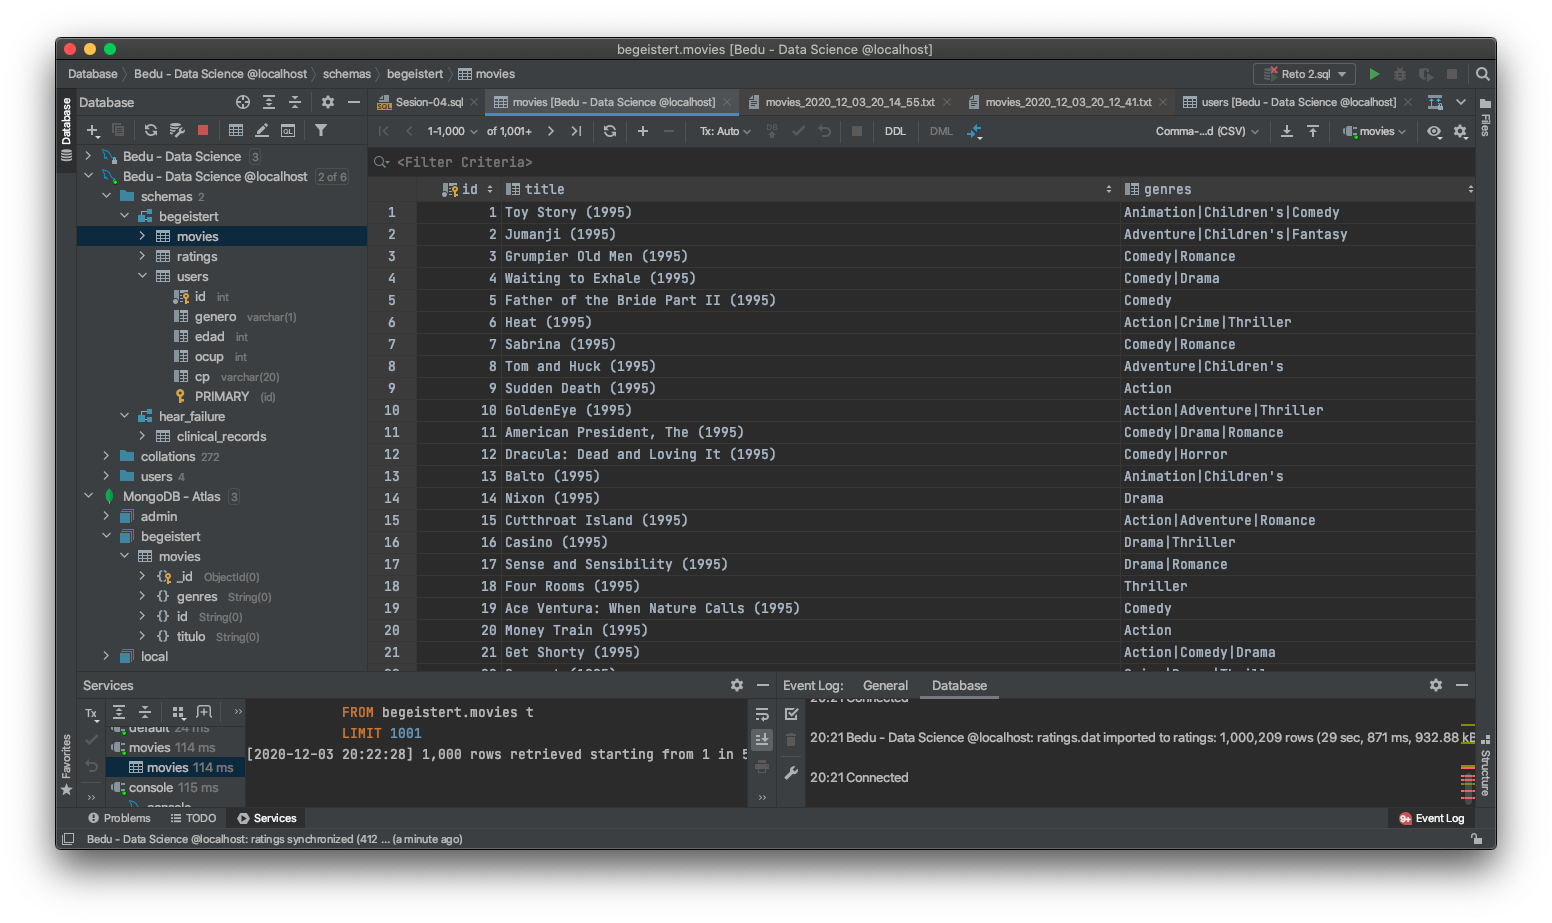 begeistert.movies [Bedu - Data Science @localhost]
Database Bedu - Data Science @localhost schemas begeistert movies
Reto 2.sql
Database
Sesion-04.sql
movies [Bedu - Data Science @localhost]
movies_2020_12_03_20_14_55.txt
movies_2020_12_03_20_12_41.txt
users [Bedu - Data Science @localhost]
1-1,000 of 1,001+ Tx: Auto DB DDL DML Comma-...d (CSV) movies
<Filter Criteria>
Database
Files
Bedu - Data Science 3
Bedu - Data Science @localhost 2 of 6
schemas 2
begeistert
movies
ratings
users
id int
genero varchar(1)
edad int
ocup int
cp varchar(20)
PRIMARY (id)
hear_failure
clinical_records
collations 272
users 4
MongoDB - Atlas 3
admin
begeistert
movies
_id ObjectId(0)
genres String(0)
id String(0)
titulo String(0)
local
id title genres
1 1 Toy Story (1995) Animation|Children's|Comedy
2 2 Jumanji (1995) Adventure|Children's|Fantasy
3 3 Grumpier Old Men (1995) Comedy|Romance
4 4 Waiting to Exhale (1995) Comedy|Drama
5 5 Father of the Bride Part II (1995) Comedy
6 6 Heat (1995) Action|Crime|Thriller
7 7 Sabrina (1995) Comedy|Romance
8 8 Tom and Huck (1995) Adventure|Children's
9 9 Sudden Death (1995) Action
10 10 GoldenEye (1995) Action|Adventure|Thriller
11 11 American President, The (1995) Comedy|Drama|Romance
12 12 Dracula: Dead and Loving It (1995) Comedy|Horror
13 13 Balto (1995) Animation|Children's
14 14 Nixon (1995) Drama
15 15 Cutthroat Island (1995) Action|Adventure|Romance
16 16 Casino (1995) Drama|Thriller
17 17 Sense and Sensibility (1995) Drama|Romance
18 18 Four Rooms (1995) Thriller
19 19 Ace Ventura: When Nature Calls (1995) Comedy
20 20 Money Train (1995) Action
21 21 Get Shorty (1995) Action|Comedy|Drama
Services
Tx
default 24 ms
movies 114 ms
movies 114 ms
console 115 ms
console
FROM begeistert.movies t
LIMIT 1001
[2020-12-03 20:22:28] 1,000 rows retrieved starting from 1 in 5
Event Log: General Database
20:21 Connected
20:21 Bedu - Data Science @localhost: ratings.dat imported to ratings: 1,000,209 rows (29 sec, 871 ms, 932.88 kB
20:21 Connected
Favorites
Structure
Problems TODO Services
9+ Event Log
Bedu - Data Science @localhost: ratings synchronized (412 ... (a minute ago)